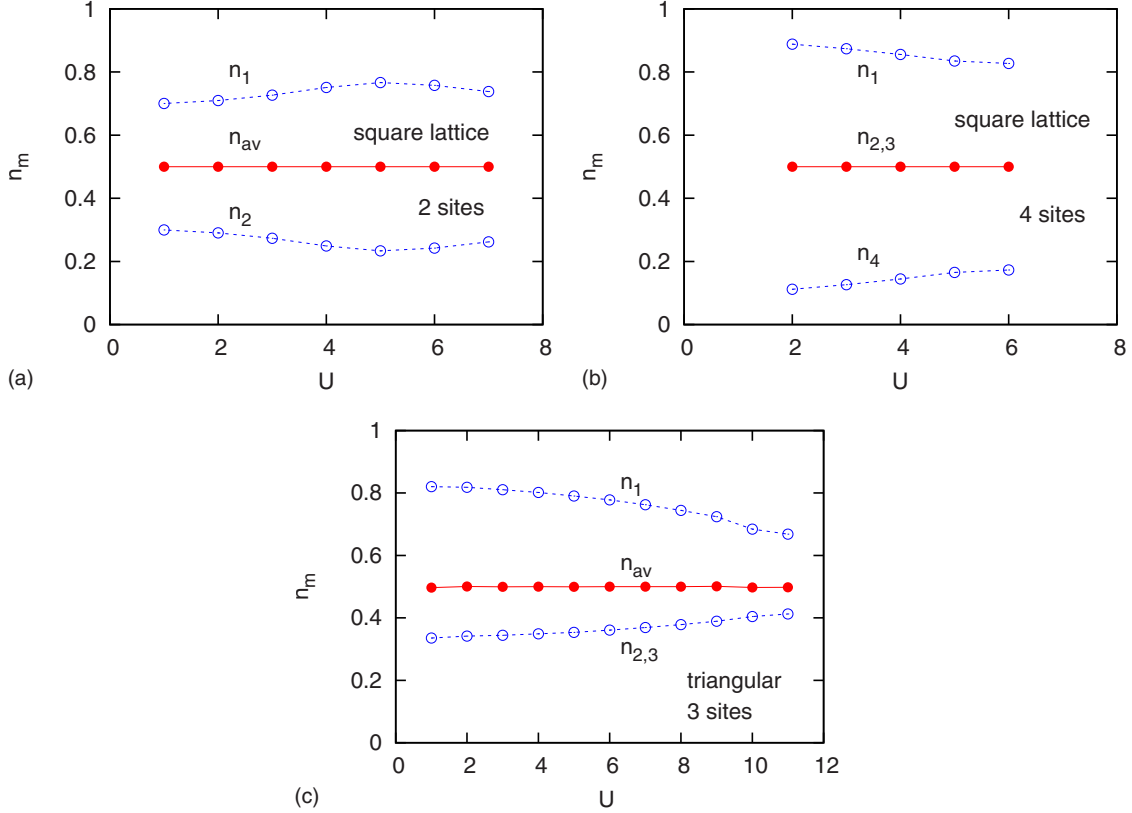 1
0.8
0.6
0.4
0.2
0
n_m
n_1
n_av
n_2
square lattice
2 sites
0 2 4 6 8
U
(a)
1
0.8
0.6
0.4
0.2
0
n_m
n_1
n_2,3
n_4
square lattice
4 sites
0 2 4 6 8
U
(b)
1
0.8
0.6
0.4
0.2
0
n_m
n_1
n_av
n_2,3
triangular
3 sites
0 2 4 6 8 10 12
U
(c)